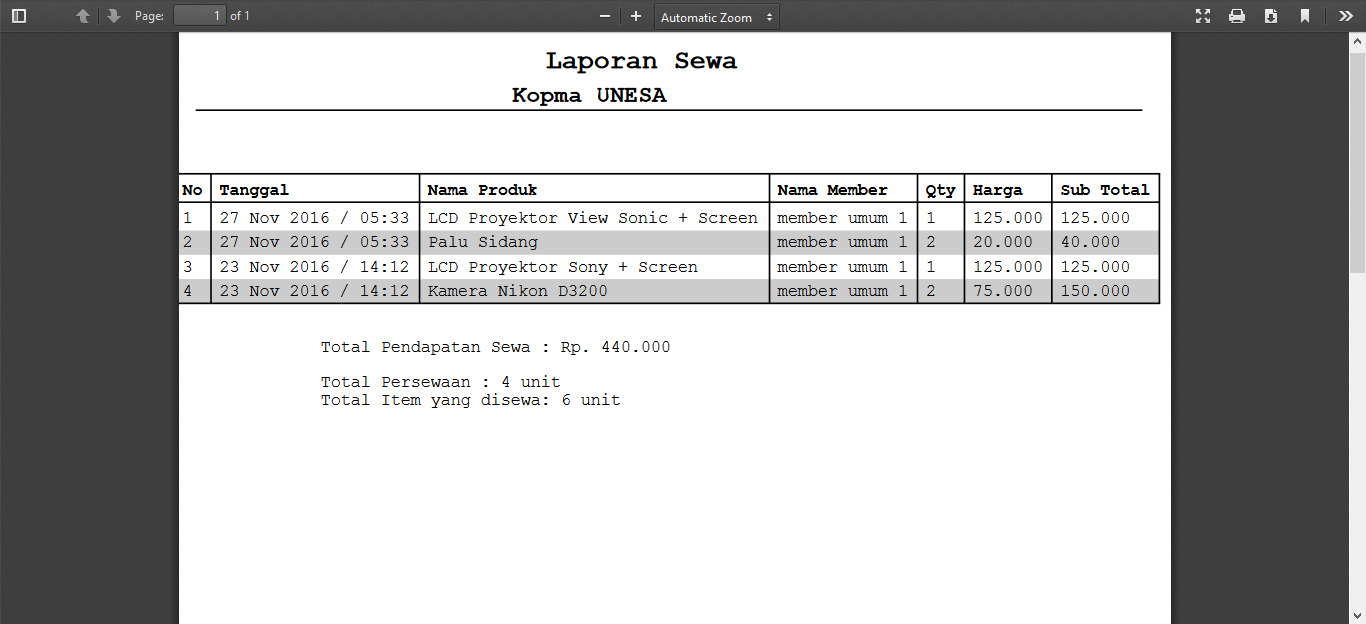 Page: 1 of 1
Automatic Zoom
Laporan Sewa
Kopma UNESA
No Tanggal Nama Produk Nama Member Qty Harga Sub Total
1 27 Nov 2016 / 05:33 LCD Proyektor View Sonic + Screen member umum 1 1 125.000 125.000
2 27 Nov 2016 / 05:33 Palu Sidang member umum 1 2 20.000 40.000
3 23 Nov 2016 / 14:12 LCD Proyektor Sony + Screen member umum 1 1 125.000 125.000
4 23 Nov 2016 / 14:12 Kamera Nikon D3200 member umum 1 2 75.000 150.000
Total Pendapatan Sewa : Rp. 440.000
Total Persewaan : 4 unit
Total Item yang disewa: 6 unit